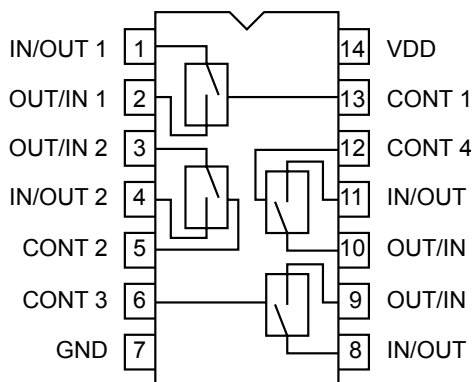 IN/OUT 1 1 14 VDD
OUT/IN 1 2 13 CONT 1
OUT/IN 2 3 12 CONT 4
IN/OUT 2 4 11 IN/OUT
CONT 2 5 10 OUT/IN
CONT 3 6 9 OUT/IN
GND 7 8 IN/OUT